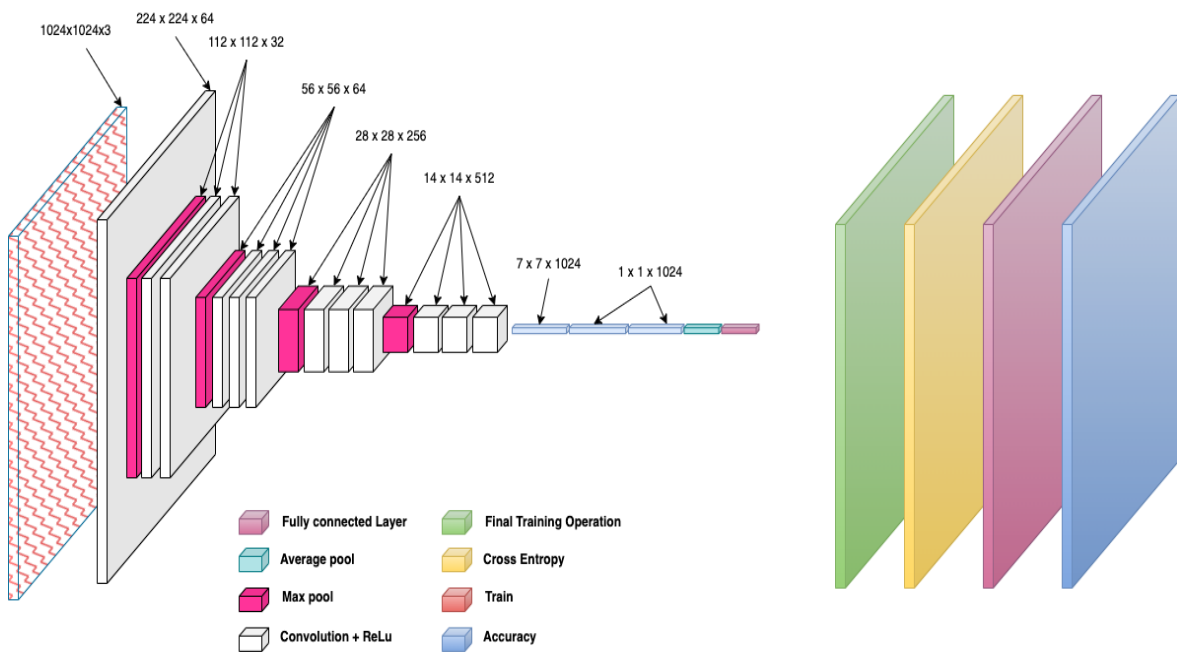 1024x1024x3
224 x 224 x 64
112 x 112 x 32
56 x 56 x 64
28 x 28 x 256
14 x 14 x 512
7 x 7 x 1024
1 x 1 x 1024
Fully connected Layer
Average pool
Max pool
Convolution + ReLu
Final Training Operation
Cross Entropy
Train
Accuracy